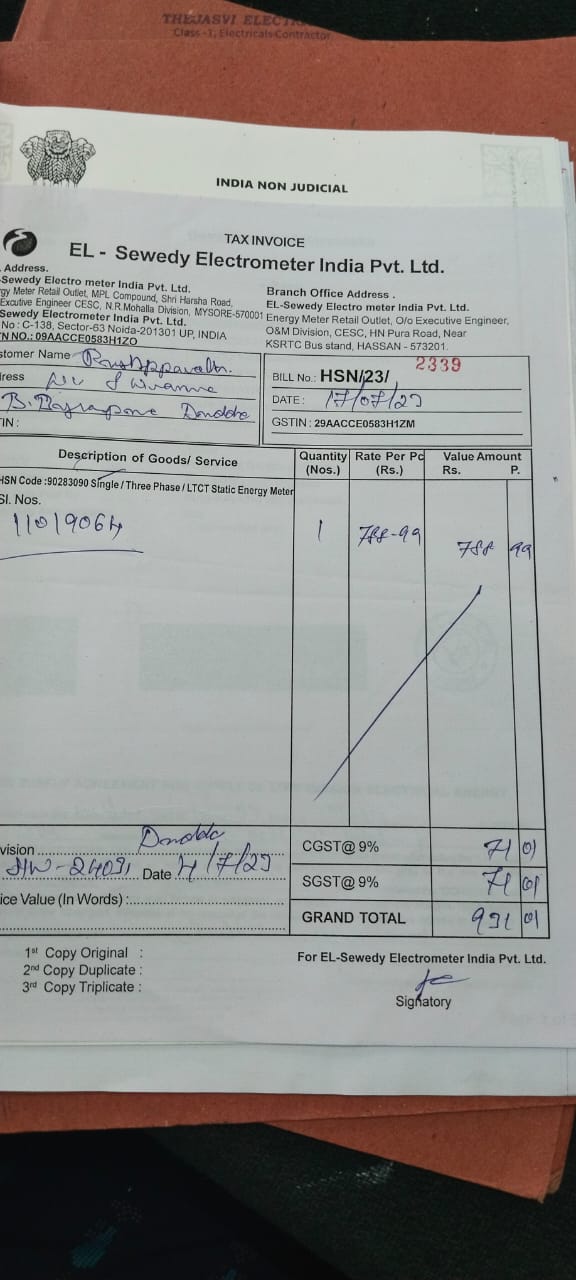 THEJASVI ELECTRIC
Class -1, Electricals Contractor
INDIA NON JUDICIAL
TAX INVOICE
EL - Sewedy Electrometer India Pvt. Ltd.
Address.
-Sewedy Electro meter India Pvt. Ltd.
gy Meter Retail Outlet, MPL Compound, Shri Harsha Road,
Executive Engineer CESC, N.R.Mohalla Division, MYSORE-570001
Sewedy Electrometer India Pvt. Ltd.
No : C-138, Sector-63 Noida-201301 UP, INDIA
TN NO.: 09AACCE0583H1ZO
Branch Office Address .
EL-Sewedy Electro meter India Pvt. Ltd.
Energy Meter Retail Outlet, O/o Executive Engineer,
O&M Division, CESC, HN Pura Road, Near
KSRTC Bus stand, HASSAN - 573201.
stomer Name
ress
TIN :
BILL No.: HSN/23/ 2339
DATE : 17/07/23
GSTIN : 29AACCE0583H1ZM
Description of Goods/ Service Quantity (Nos.) Rate Per Pc (Rs.) Value Amount Rs. P.
HSN Code :90283090 Single / Three Phase / LTCT Static Energy Meter
Sl. Nos.
11019064 1 788-99 788 99
vision
Date
CGST@ 9% 71 01
SGST@ 9% 71 01
ice Value (In Words) :
GRAND TOTAL 931 01
1st Copy Original :
2nd Copy Duplicate :
3rd Copy Triplicate :
For EL-Sewedy Electrometer India Pvt. Ltd.
Signatory